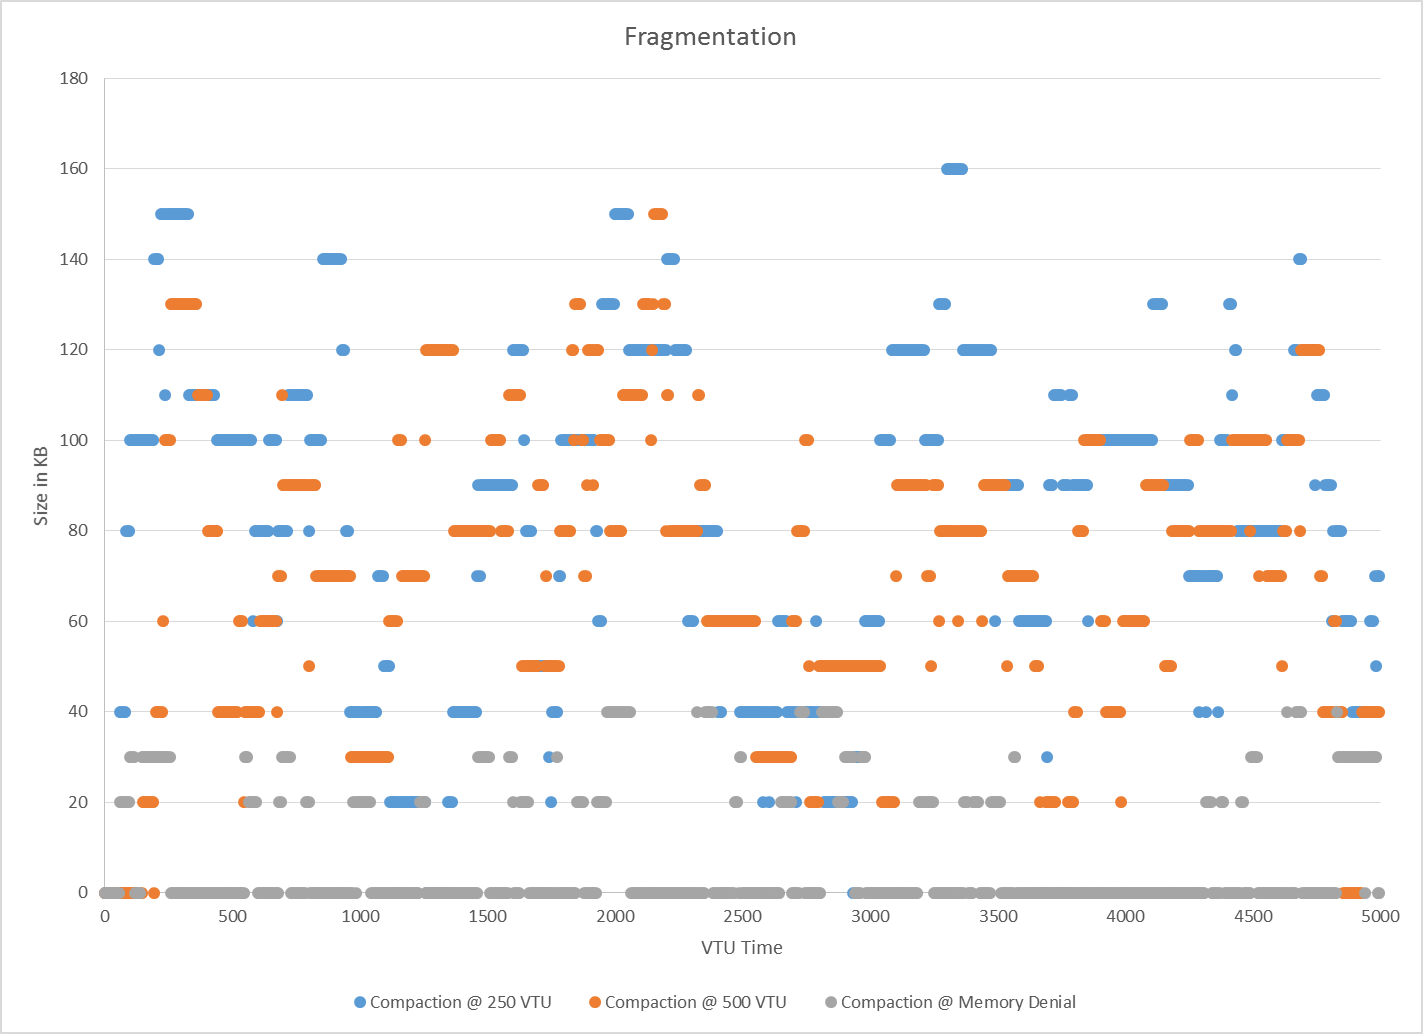 Fragmentation
180
160
140
120
100
80
60
40
20
0
Size in KB
0 500 1000 1500 2000 2500 3000 3500 4000 4500 5000
VTU Time
Compaction @ 250 VTU Compaction @ 500 VTU Compaction @ Memory Denial